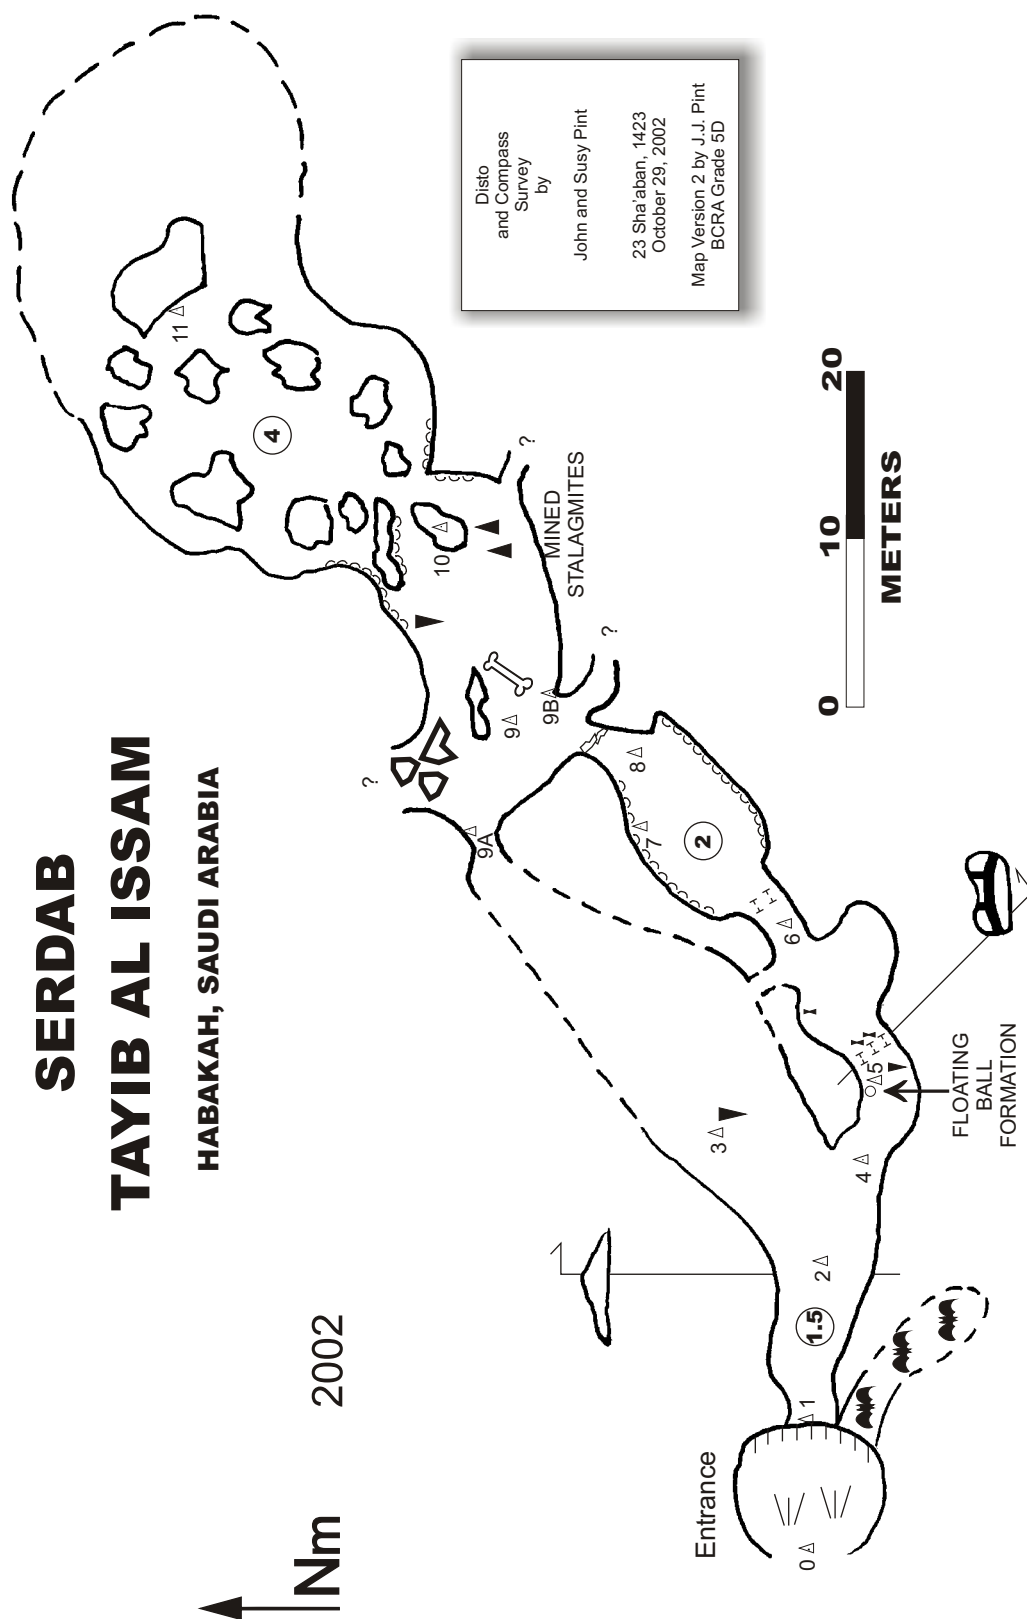 SERDAB
TAYIB AL ISSAM
HABAKAH, SAUDI ARABIA
Nm
2002
Disto
and Compass
Survey
by
John and Susy Pint
23 Sha'aban, 1423
October 29, 2002
Map Version 2 by J.J. Pint
BCRA Grade 5D
Entrance
0
1
1.5
2
3
4
5
6
7
2
8
9
9A
9B
10
11
4
?
?
?
MINED
STALAGMITES
FLOATING
BALL
FORMATION
0 10 20
METERS